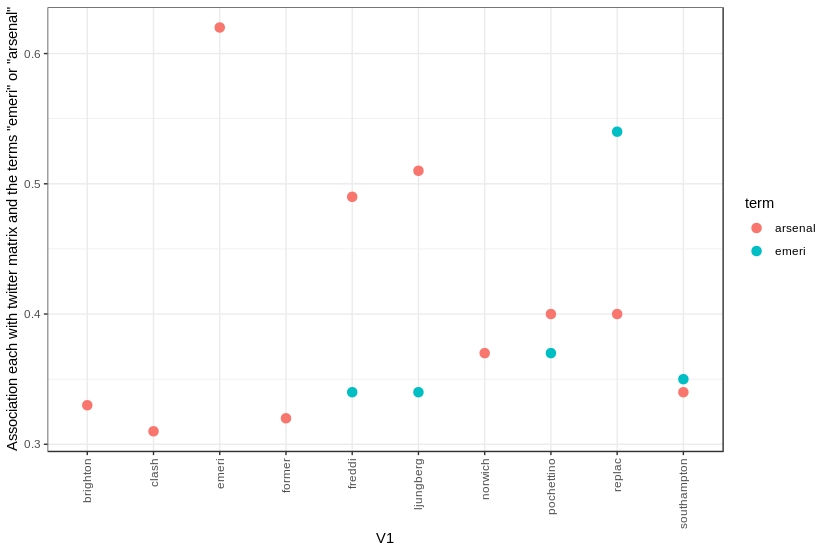 Association each with twitter matrix and the terms "emeri" or "arsenal"
0.6
0.5
0.4
0.3
brighton
clash
emeri
former
freddi
ljungberg
norwich
pochettino
replac
southampton
V1
term
arsenal
emeri